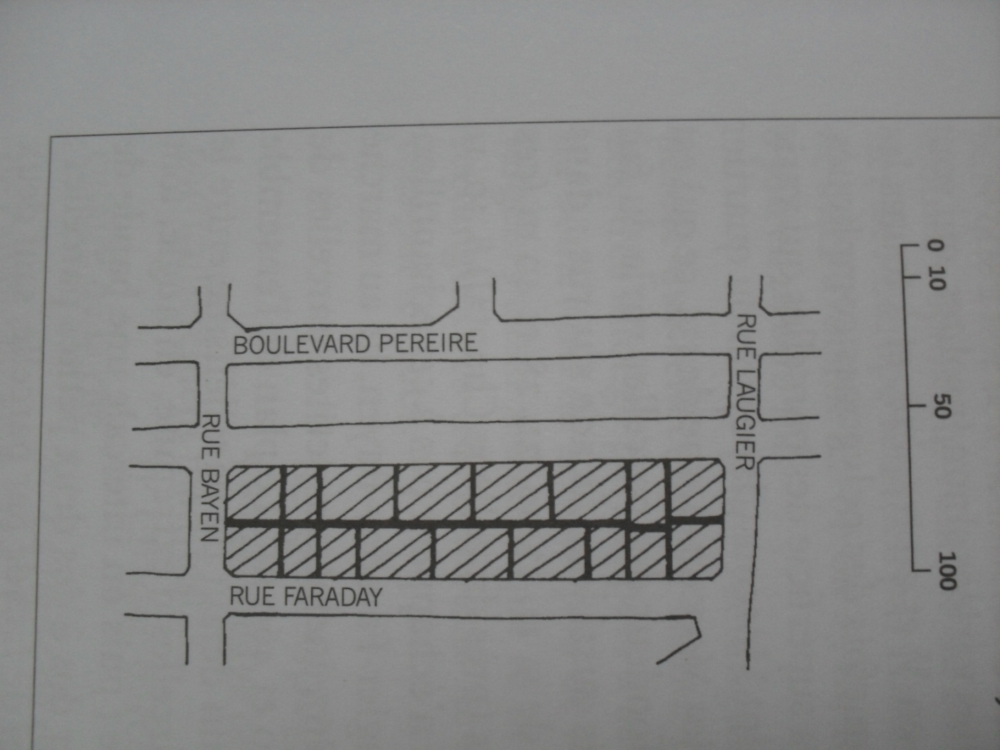 BOULEVARD PEREIRE
RUE LAUGIER
RUE BAYEN
RUE FARADAY
0 10 50 100